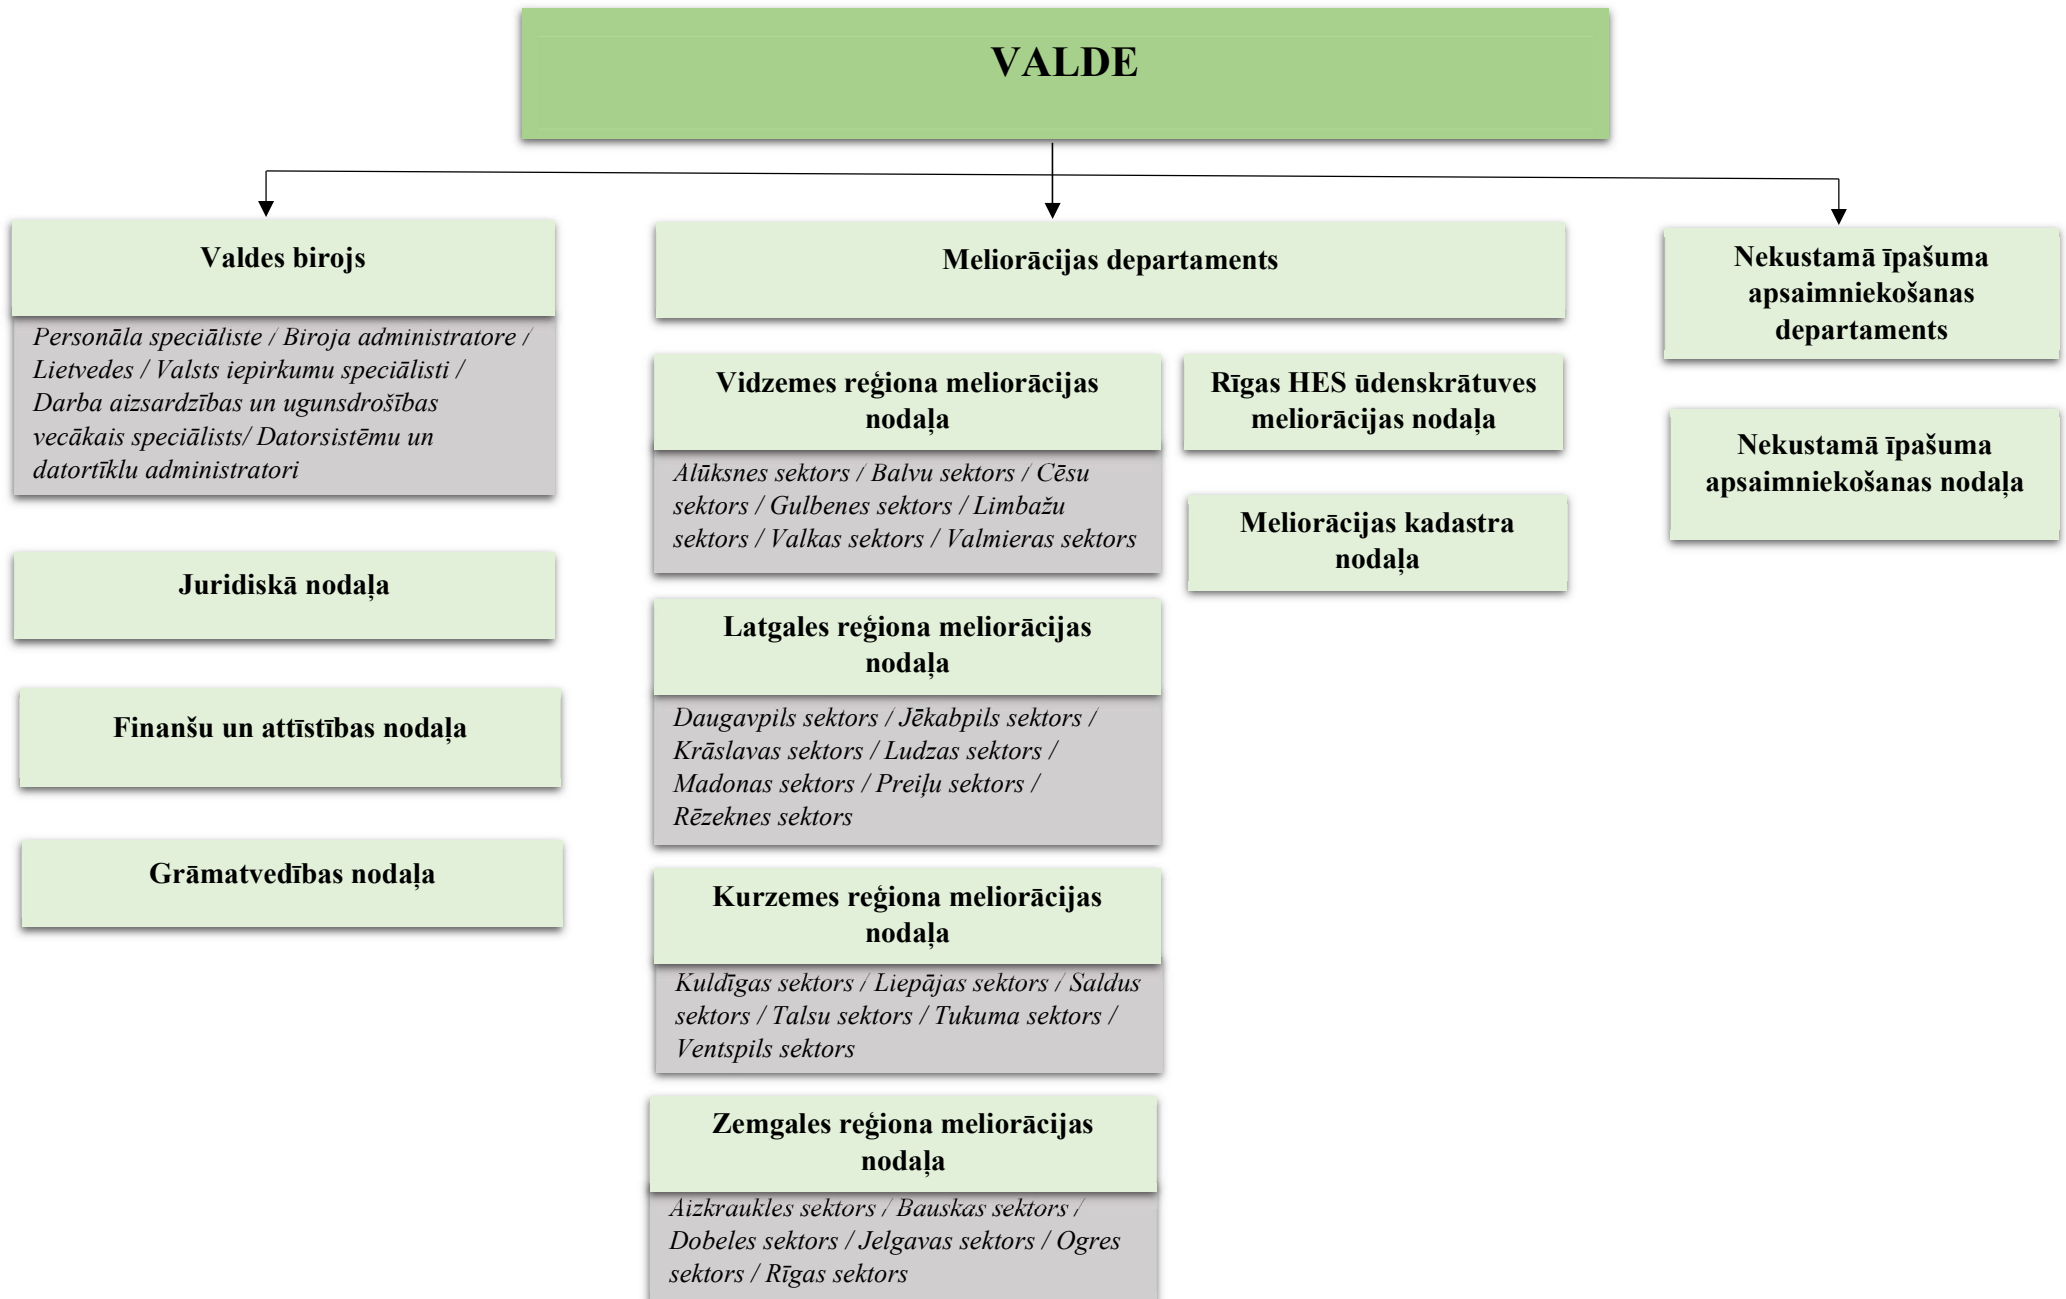 VALDE
Valdes birojs
Personāla speciāliste / Biroja administratore /
Lietvedes / Valsts iepirkumu speciālisti /
Darba aizsardzības un ugunsdrošības
vecākais speciālists/ Datorsistēmu un
datortīklu administratori
Juridiskā nodaļa
Finanšu un attīstības nodaļa
Grāmatvedības nodaļa
Meliorācijas departaments
Vidzemes reģiona meliorācijas
nodaļa
Alūksnes sektors / Balvu sektors / Cēsu
sektors / Gulbenes sektors / Limbažu
sektors / Valkas sektors / Valmieras sektors
Latgales reģiona meliorācijas
nodaļa
Daugavpils sektors / Jēkabpils sektors /
Krāslavas sektors / Ludzas sektors /
Madonas sektors / Preiļu sektors /
Rēzeknes sektors
Kurzemes reģiona meliorācijas
nodaļa
Kuldīgas sektors / Liepājas sektors / Saldus
sektors / Talsu sektors / Tukuma sektors /
Ventspils sektors
Zemgales reģiona meliorācijas
nodaļa
Aizkraukles sektors / Bauskas sektors /
Dobeles sektors / Jelgavas sektors / Ogres
sektors / Rīgas sektors
Rīgas HES ūdenskrātuves
meliorācijas nodaļa
Meliorācijas kadastra
nodaļa
Nekustamā īpašuma
apsaimniekošanas
departaments
Nekustamā īpašuma
apsaimniekošanas nodaļa